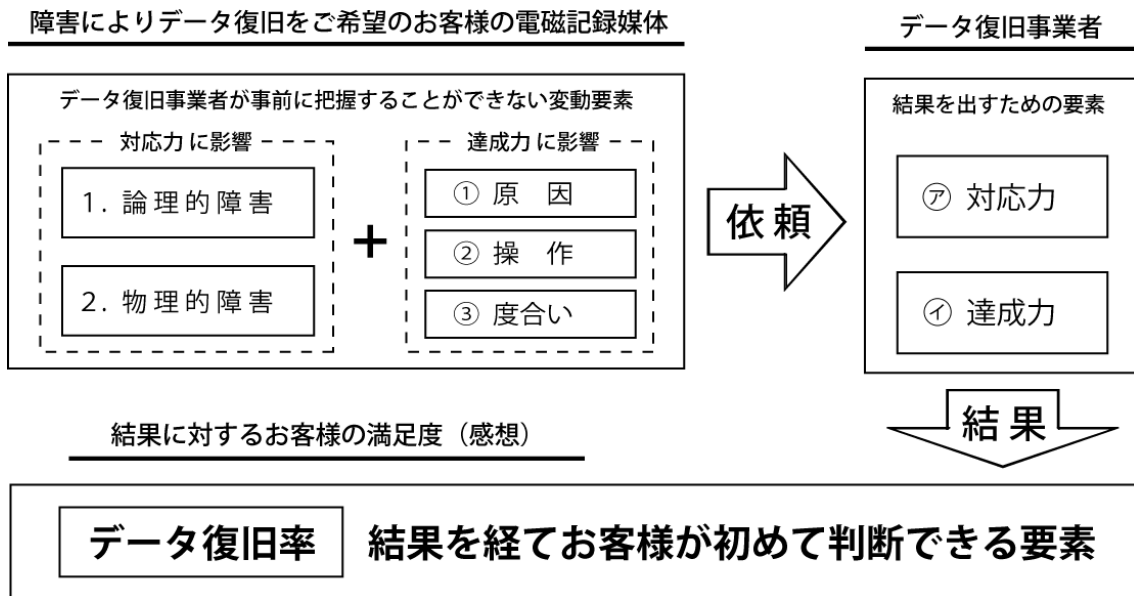 障害によりデータ復旧をご希望のお客様の電磁記録媒体
データ復旧事業者が事前に把握することができない変動要素
対応力に影響
1. 論理的障害
2. 物理的障害
+
達成力に影響
① 原　因
② 操　作
③ 度合い
依頼
データ復旧事業者
結果を出すための要素
㋐ 対応力
㋑ 達成力
結果
結果に対するお客様の満足度（感想）
データ復旧率　結果を経てお客様が初めて判断できる要素